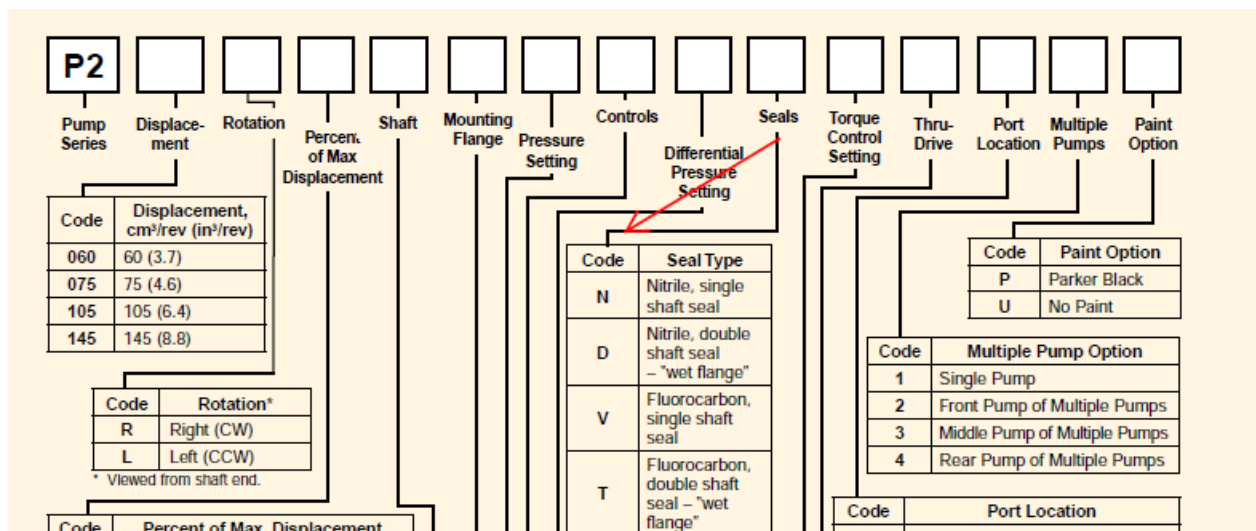 P2
Pump
Series
Displace-
ment
Rotation
Percent
of Max
Displacement
Shaft
Mounting
Flange
Pressure
Setting
Controls
Differential
Pressure
Setting
Seals
Torque
Control
Setting
Thru-
Drive
Port
Location
Multiple
Pumps
Paint
Option
Code Displacement,
cm³/rev (in³/rev)
060 60 (3.7)
075 75 (4.6)
105 105 (6.4)
145 145 (8.8)
Code Rotation*
R Right (CW)
L Left (CCW)
* Viewed from shaft end.
Code Percent of Max. Displacement
Code Seal Type
N Nitrile, single
shaft seal
D Nitrile, double
shaft seal
– "wet flange"
V Fluorocarbon,
single shaft
seal
T Fluorocarbon,
double shaft
seal – "wet
flange"
Code Paint Option
P Parker Black
U No Paint
Code Multiple Pump Option
1 Single Pump
2 Front Pump of Multiple Pumps
3 Middle Pump of Multiple Pumps
4 Rear Pump of Multiple Pumps
Code Port Location